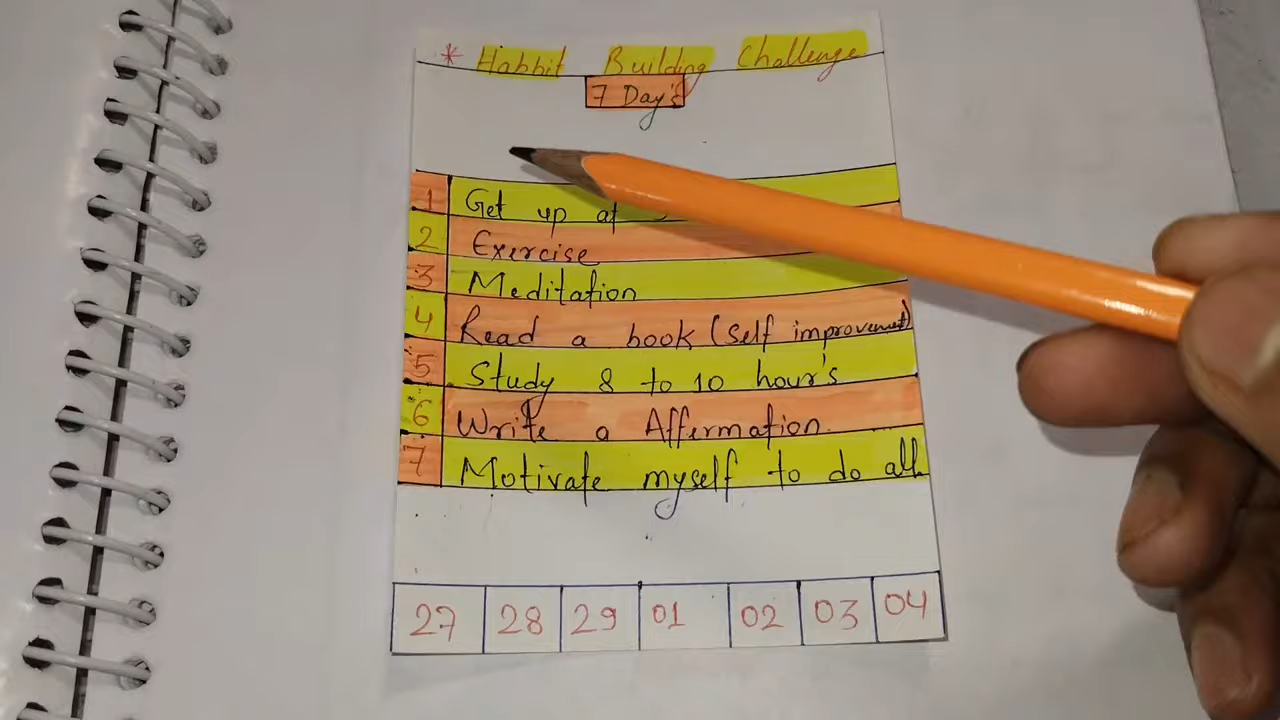 * Habbit Building Challenge
7 Day's
1 Get up at
2 Exercise
3 Meditation
4 Read a book (Self improvemet)
5 Study 8 to 10 hour's
6 Write a Affermation.
7 Motivate myself to do all.
27 28 29 01 02 03 04